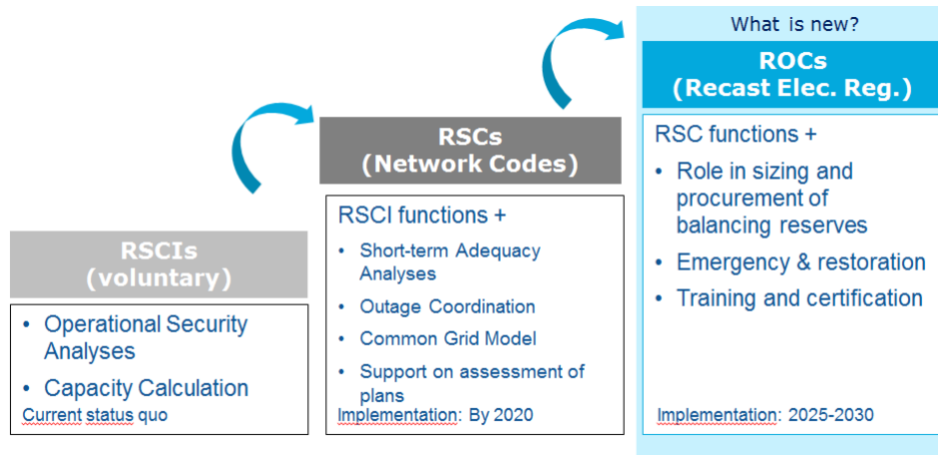 RSCIs
(voluntary)
• Operational Security
Analyses
• Capacity Calculation
Current status quo
RSCs
(Network Codes)
RSCI functions +
• Short-term Adequacy
Analyses
• Outage Coordination
• Common Grid Model
• Support on assessment of
plans
Implementation: By 2020
What is new?
ROCs
(Recast Elec. Reg.)
RSC functions +
• Role in sizing and
procurement of
balancing reserves
• Emergency & restoration
• Training and certification
Implementation: 2025-2030